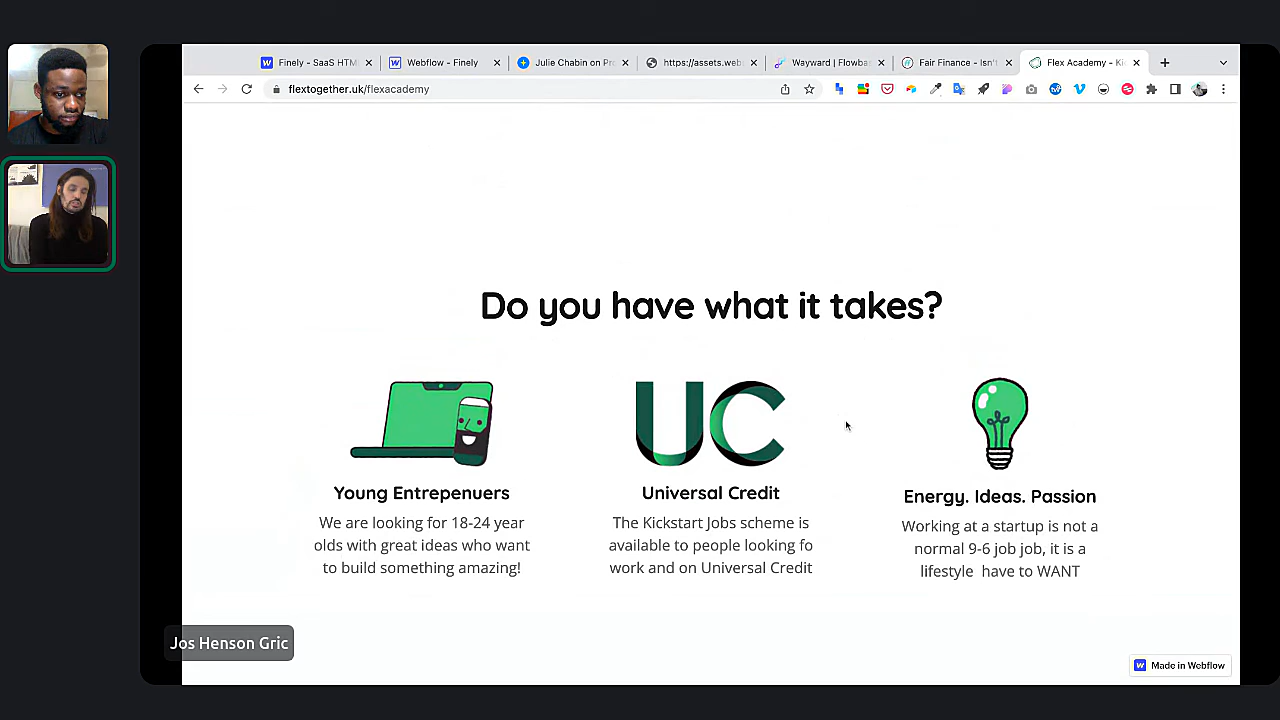 Finely - SaaS HTM
Webflow - Finely
Julie Chabin on Pr
https://assets.webs
Wayward | Flowba
Fair Finance - Isn't
Flex Academy - Ki
flextogether.uk/flexacademy
Do you have what it takes?
UC
Young Entrepenuers
We are looking for 18-24 year
olds with great ideas who want
to build something amazing!
Universal Credit
The Kickstart Jobs scheme is
available to people looking fo
work and on Universal Credit
Energy. Ideas. Passion
Working at a startup is not a
normal 9-6 job job, it is a
lifestyle have to WANT
Jos Henson Gric
Made in Webflow